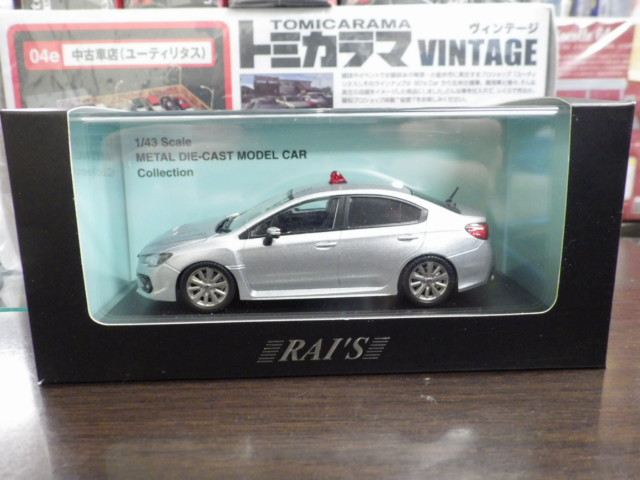 04e 中古車店(ユーティリタス)
TOMICARAMA
トミカラマ
ヴィンテージ
VINTAGE
1/43 Scale
METAL DIE-CAST MODEL CAR
Collection
RAI'S